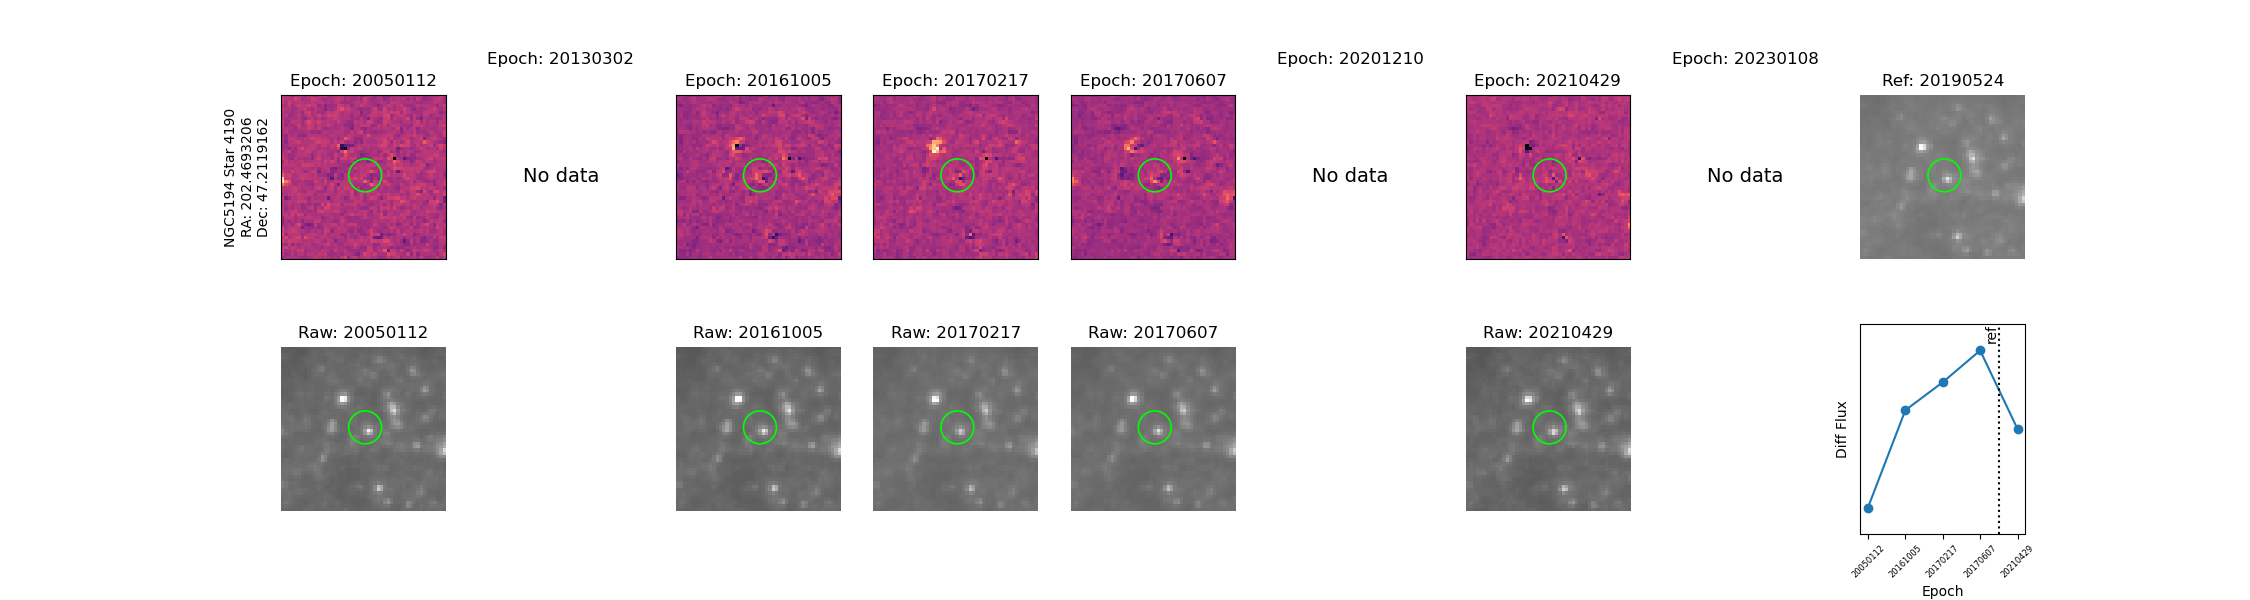 Epoch: 20130302
Epoch: 20201210
Epoch: 20230108
Epoch: 20050112
Epoch: 20161005
Epoch: 20170217
Epoch: 20170607
Epoch: 20210429
Ref: 20190524
NGC5194 Star 4190
RA: 202.4693206
Dec: 47.2119162
No data
No data
No data
Raw: 20050112
Raw: 20161005
Raw: 20170217
Raw: 20170607
Raw: 20210429
ref
Diff Flux
20050112
20161005
20170217
20170607
20210429
Epoch